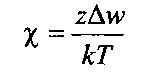 χ = zΔw / kT